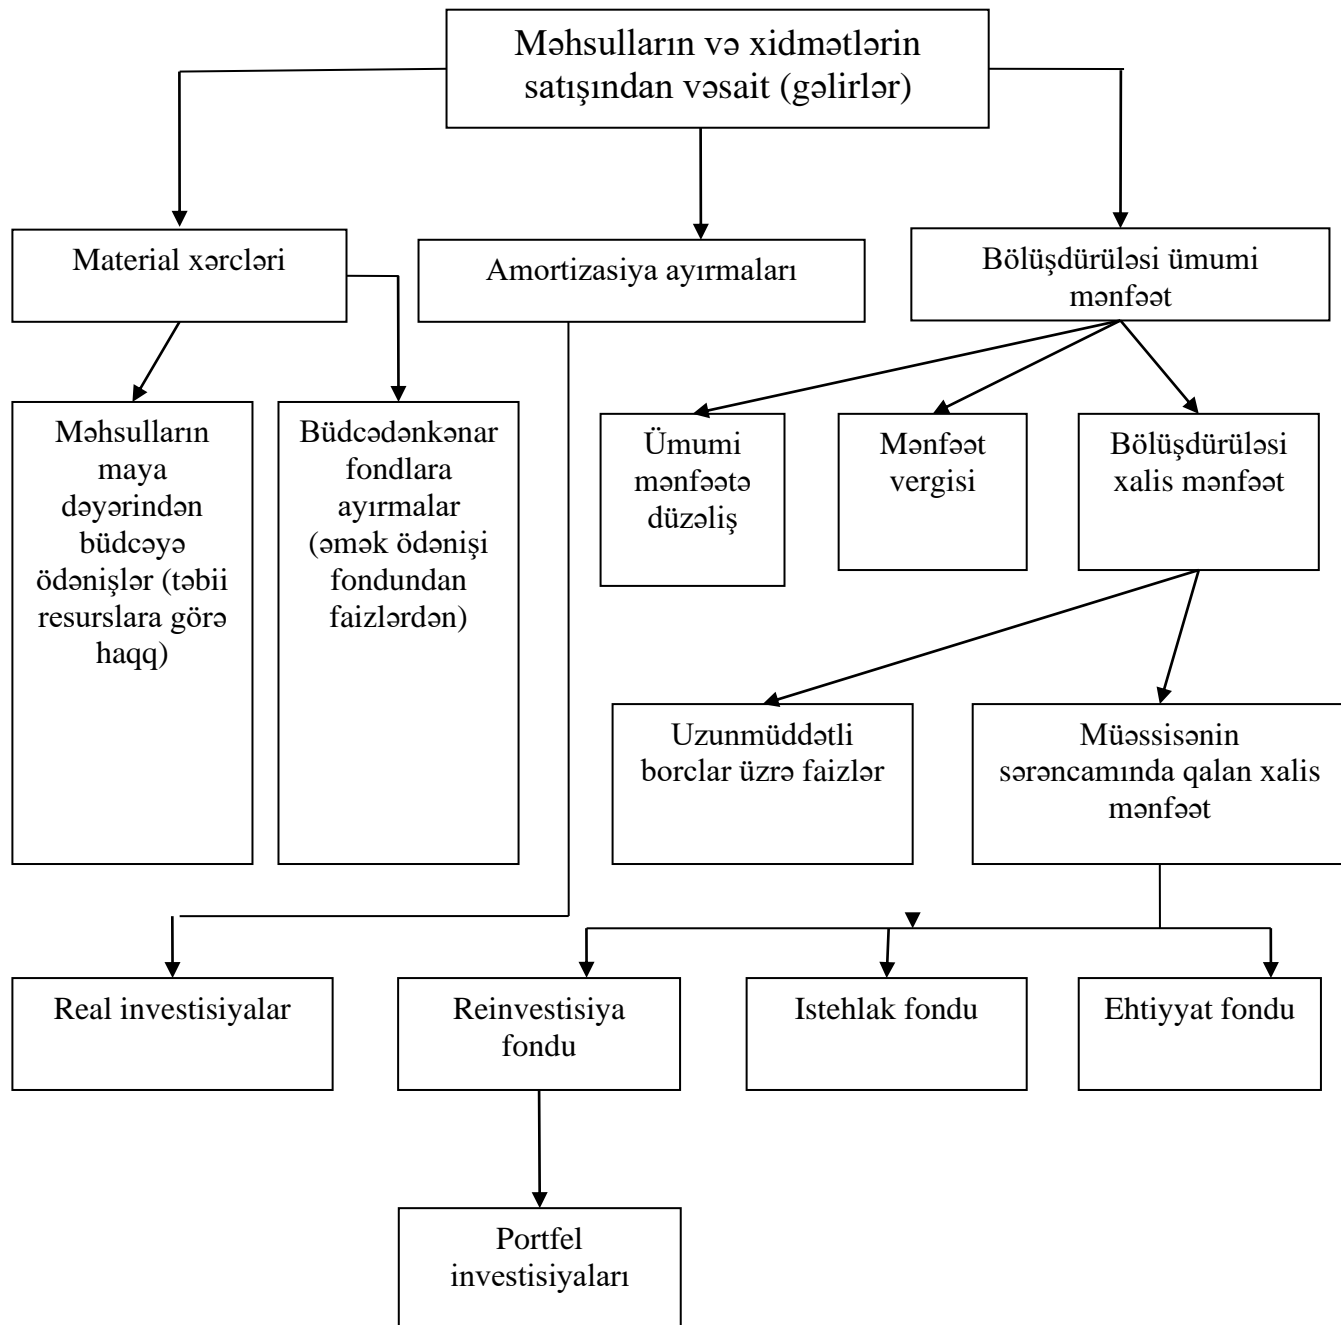 Məhsulların və xidmətlərin
satışından vəsait (gəlirlər)
Material xərcləri
Amortizasiya ayırmaları
Bölüşdürüləsi ümumi
mənfəət
Məhsulların
maya
dəyərindən
büdcəyə
ödənişlər (təbii
resurslara görə
haqq)
Büdcədənkənar
fondlara
ayırmalar
(əmək ödənişi
fondundan
faizlərdən)
Ümumi
mənfəətə
düzəliş
Mənfəət
vergisi
Bölüşdürüləsi
xalis mənfəət
Uzunmüddətli
borclar üzrə faizlər
Müəssisənin
sərəncamında qalan xalis
mənfəət
Real investisiyalar
Reinvestisiya
fondu
Istehlak fondu
Ehtiyyat fondu
Portfel
investisiyaları